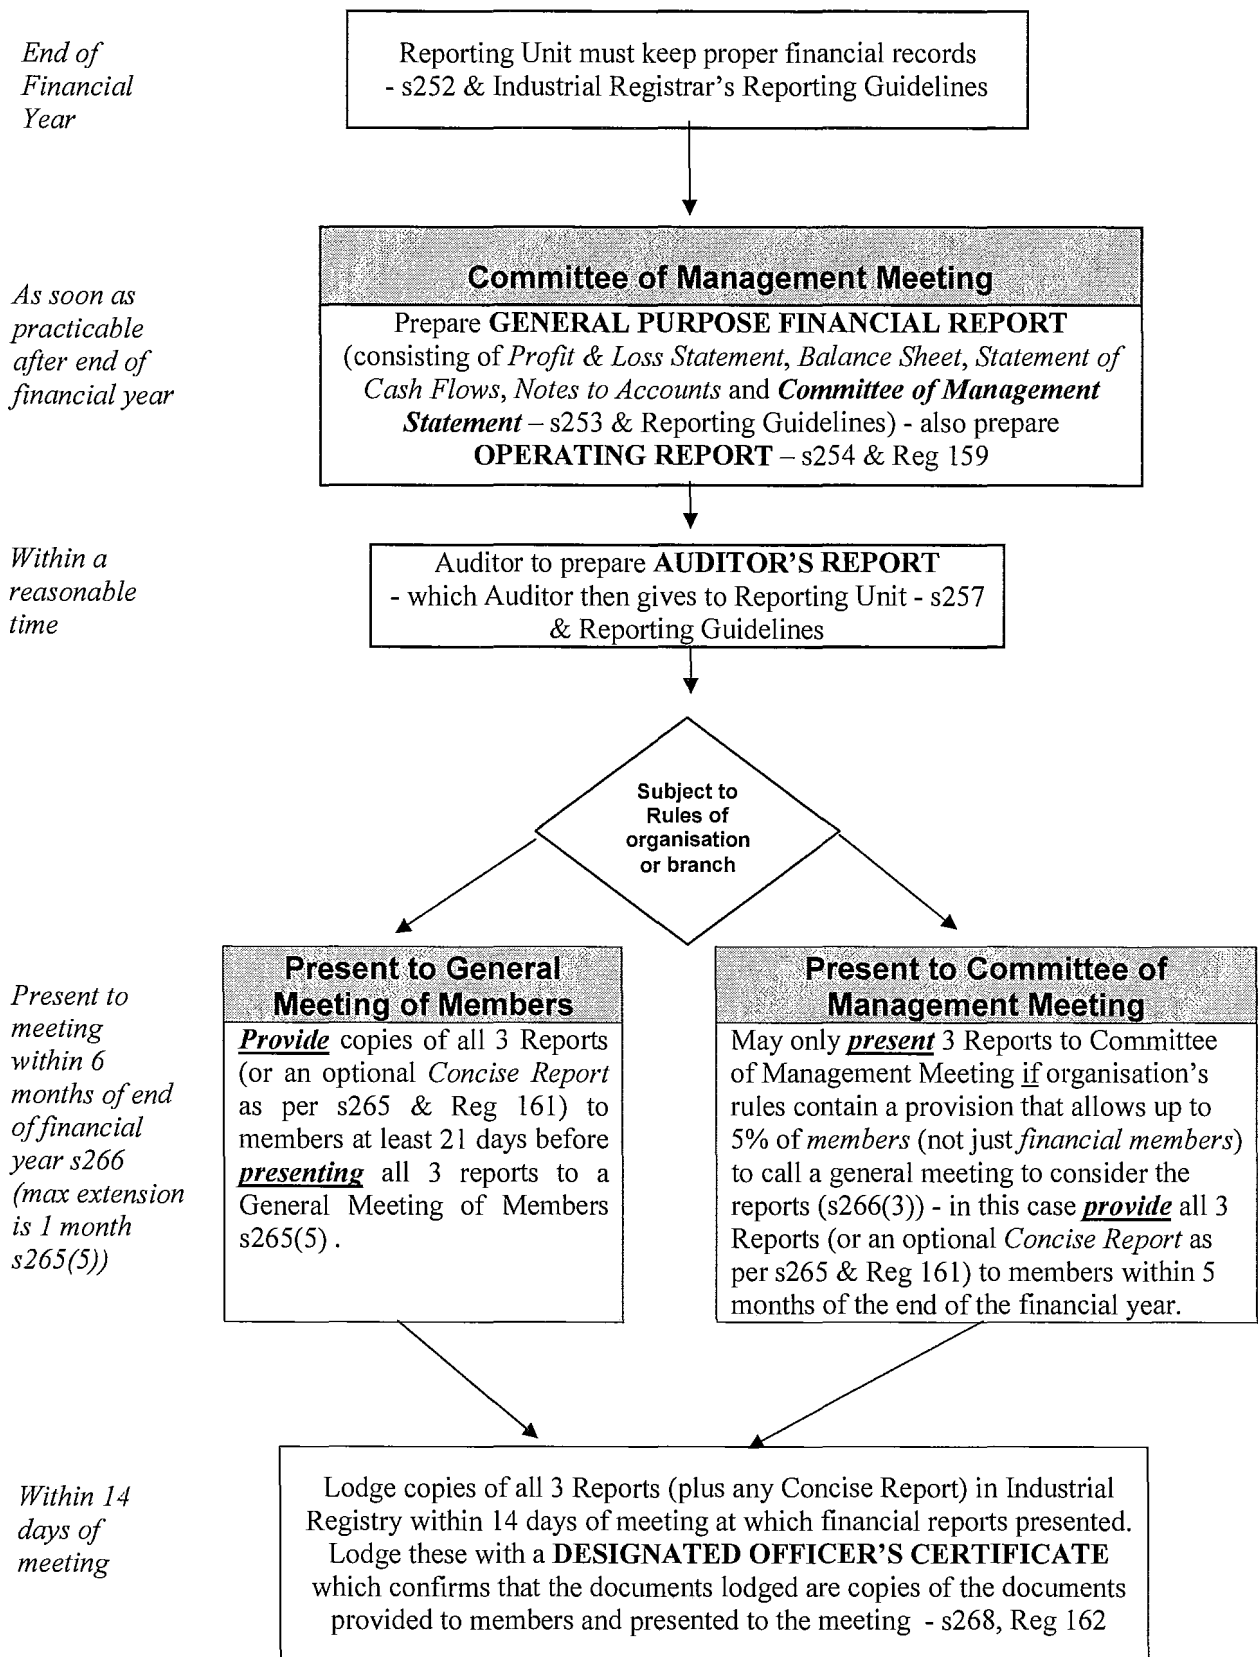 End of
Financial
Year
Reporting Unit must keep proper financial records
- s252 & Industrial Registrar's Reporting Guidelines
As soon as
practicable
after end of
financial year
Committee of Management Meeting
Prepare GENERAL PURPOSE FINANCIAL REPORT
(consisting of Profit & Loss Statement, Balance Sheet, Statement of
Cash Flows, Notes to Accounts and Committee of Management
Statement – s253 & Reporting Guidelines) - also prepare
OPERATING REPORT – s254 & Reg 159
Within a
reasonable
time
Auditor to prepare AUDITOR'S REPORT
- which Auditor then gives to Reporting Unit - s257
& Reporting Guidelines
Subject to
Rules of
organisation
or branch
Present to
meeting
within 6
months of end
of financial
year s266
(max extension
is 1 month
s265(5))
Present to General
Meeting of Members
Provide copies of all 3 Reports
(or an optional Concise Report
as per s265 & Reg 161) to
members at least 21 days before
presenting all 3 reports to a
General Meeting of Members
s265(5) .
Present to Committee of
Management Meeting
May only present 3 Reports to Committee
of Management Meeting if organisation's
rules contain a provision that allows up to
5% of members (not just financial members)
to call a general meeting to consider the
reports (s266(3)) - in this case provide all 3
Reports (or an optional Concise Report as
per s265 & Reg 161) to members within 5
months of the end of the financial year.
Within 14
days of
meeting
Lodge copies of all 3 Reports (plus any Concise Report) in Industrial
Registry within 14 days of meeting at which financial reports presented.
Lodge these with a DESIGNATED OFFICER'S CERTIFICATE
which confirms that the documents lodged are copies of the documents
provided to members and presented to the meeting - s268, Reg 162